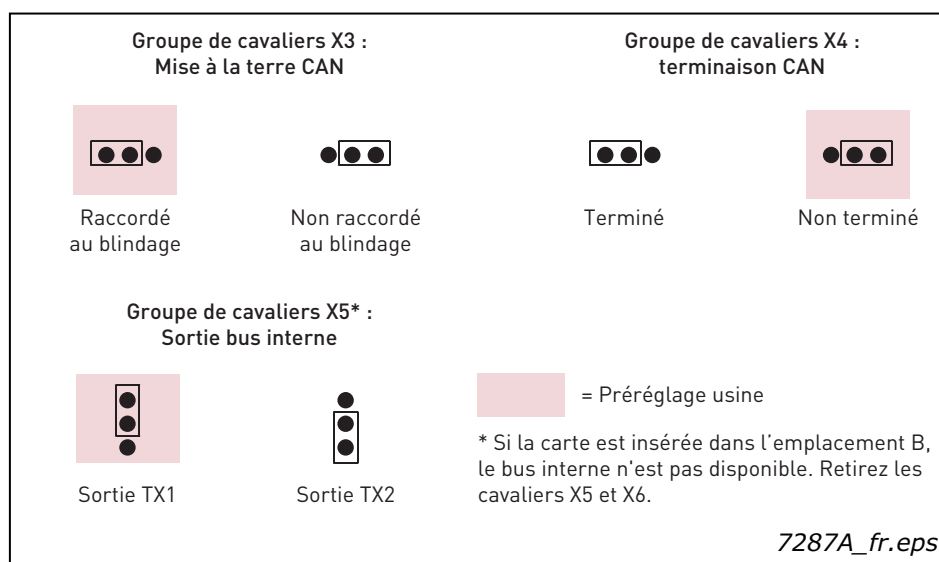 Groupe de cavaliers X3 :
Mise à la terre CAN
Groupe de cavaliers X4 :
terminaison CAN
Raccordé
au blindage
Non raccordé
au blindage
Terminé
Non terminé
Groupe de cavaliers X5* :
Sortie bus interne
Sortie TX1
Sortie TX2
= Préréglage usine
* Si la carte est insérée dans l'emplacement B,
le bus interne n'est pas disponible. Retirez les
cavaliers X5 et X6.
7287A_fr.eps